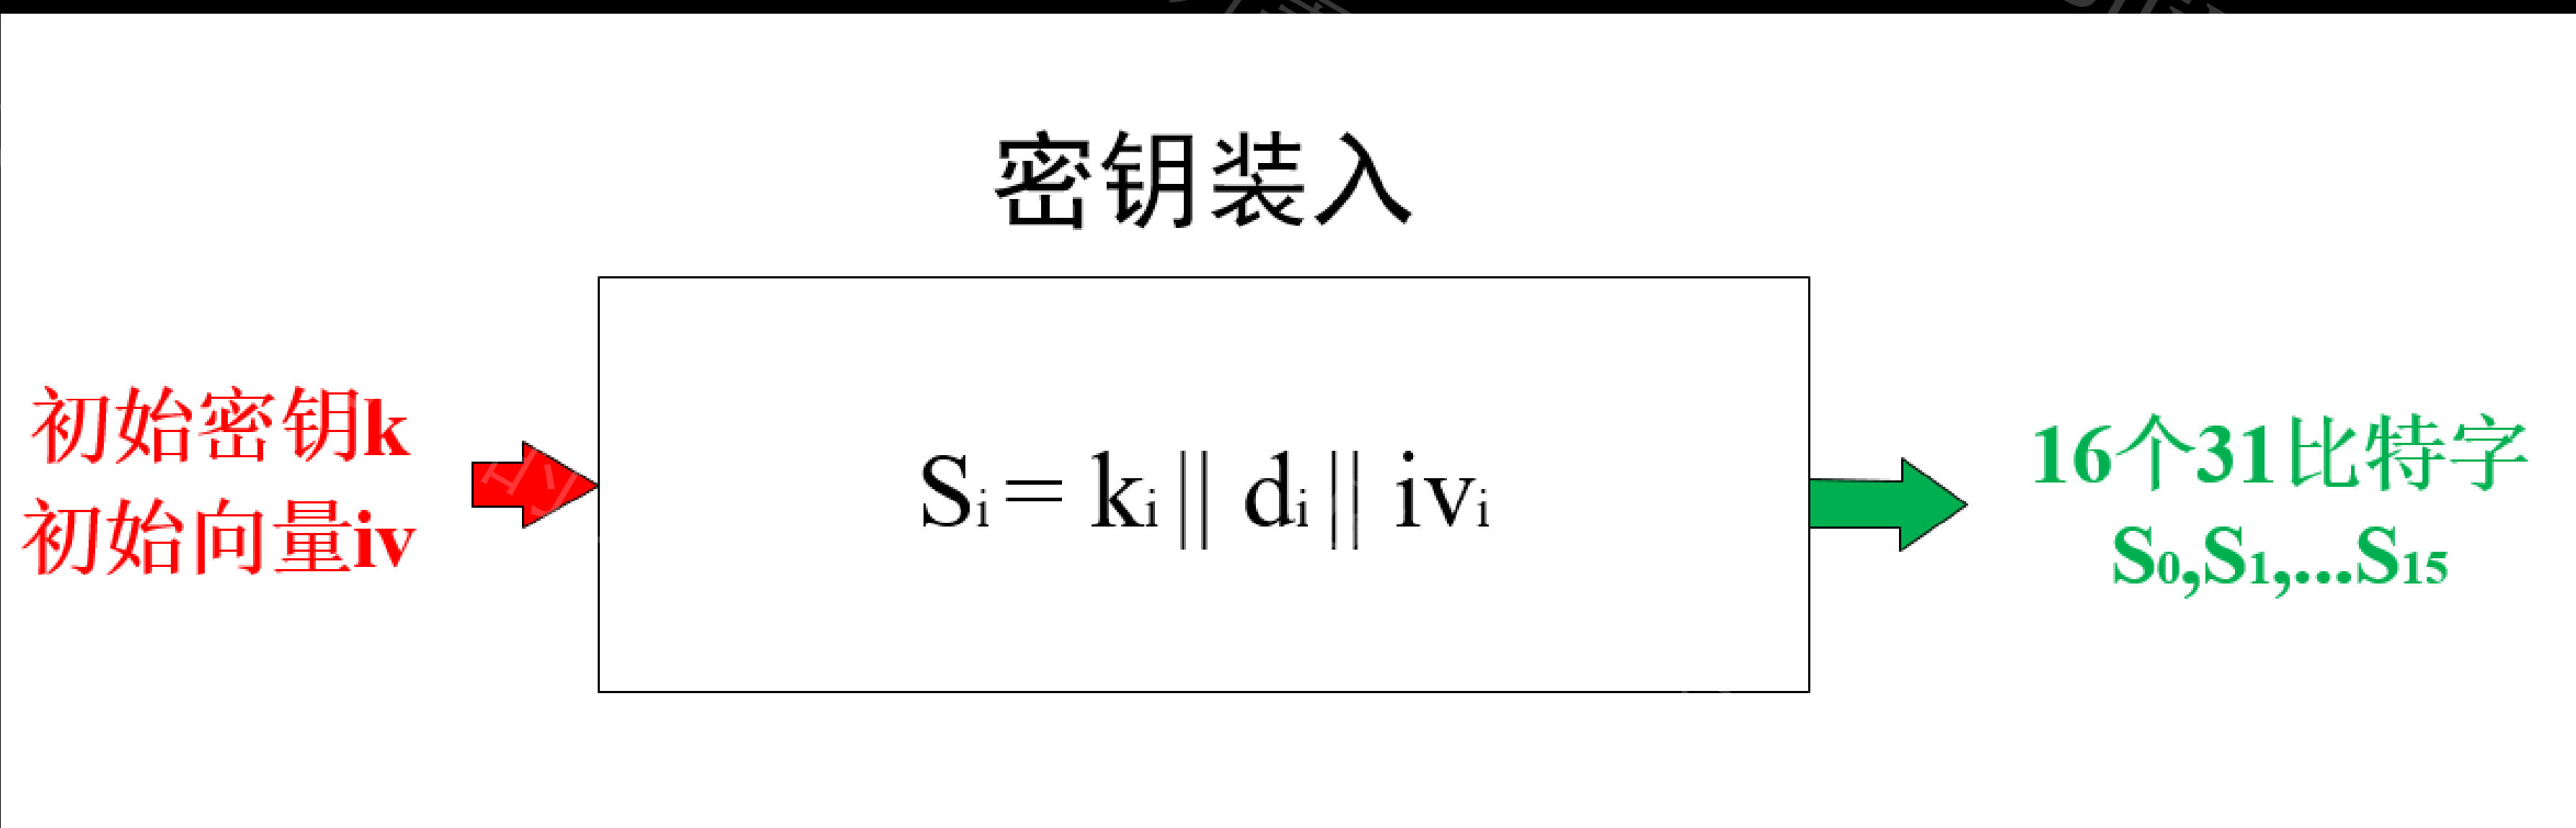 密钥装入
初始密钥k
初始向量iv
Si = ki || di || ivi
16个31比特字
S0,S1,...S15